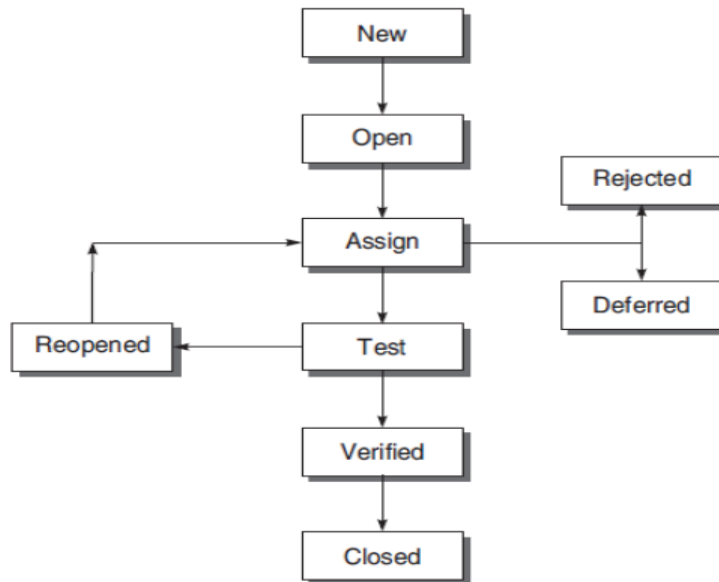 New
Open
Rejected
Assign
Deferred
Reopened
Test
Verified
Closed